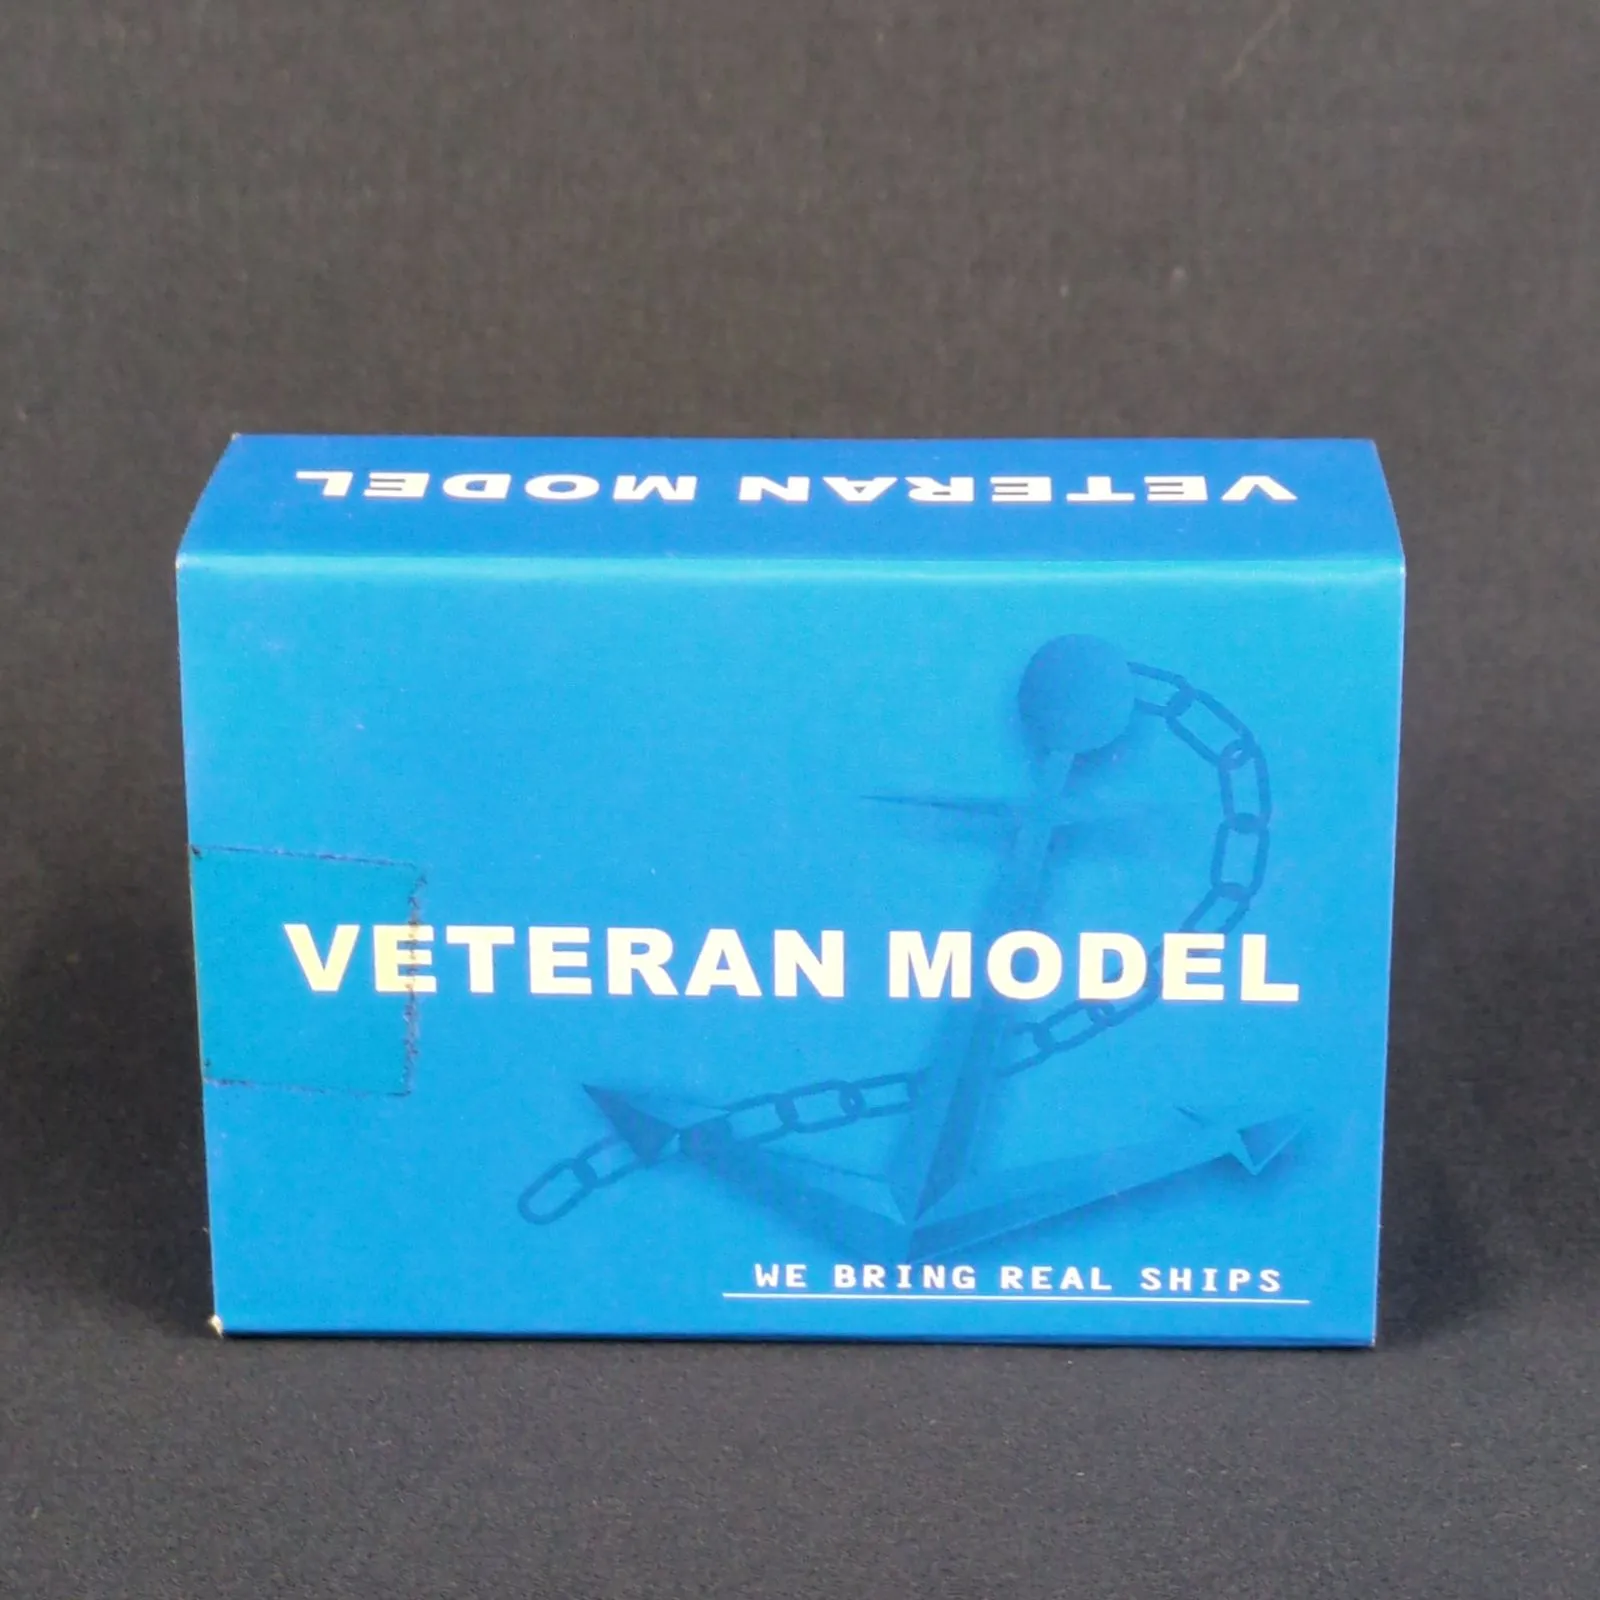 VETERAN MODEL
VETERAN MODEL
WE BRING REAL SHIPS